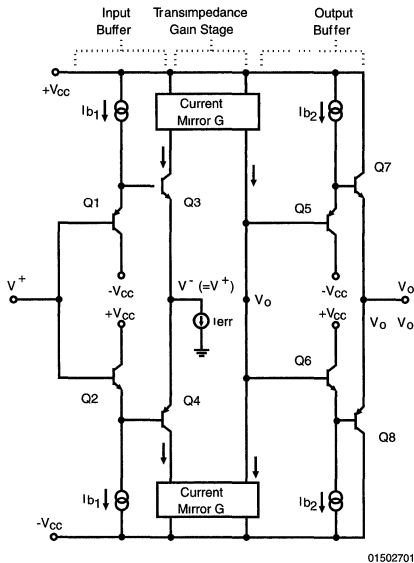 Input Buffer
Transimpedance Gain Stage
Output Buffer
+Vcc
Ib1
Current Mirror G
Ib2
Q7
Q1
Q3
Q5
V+
-Vcc
V- (=V+)
Vo
-Vcc
Vo
+Vcc
ierr
+Vcc
Vo Vo
Q2
Q4
Q6
Q8
Ib1
Current Mirror G
Ib2
-Vcc
01502701